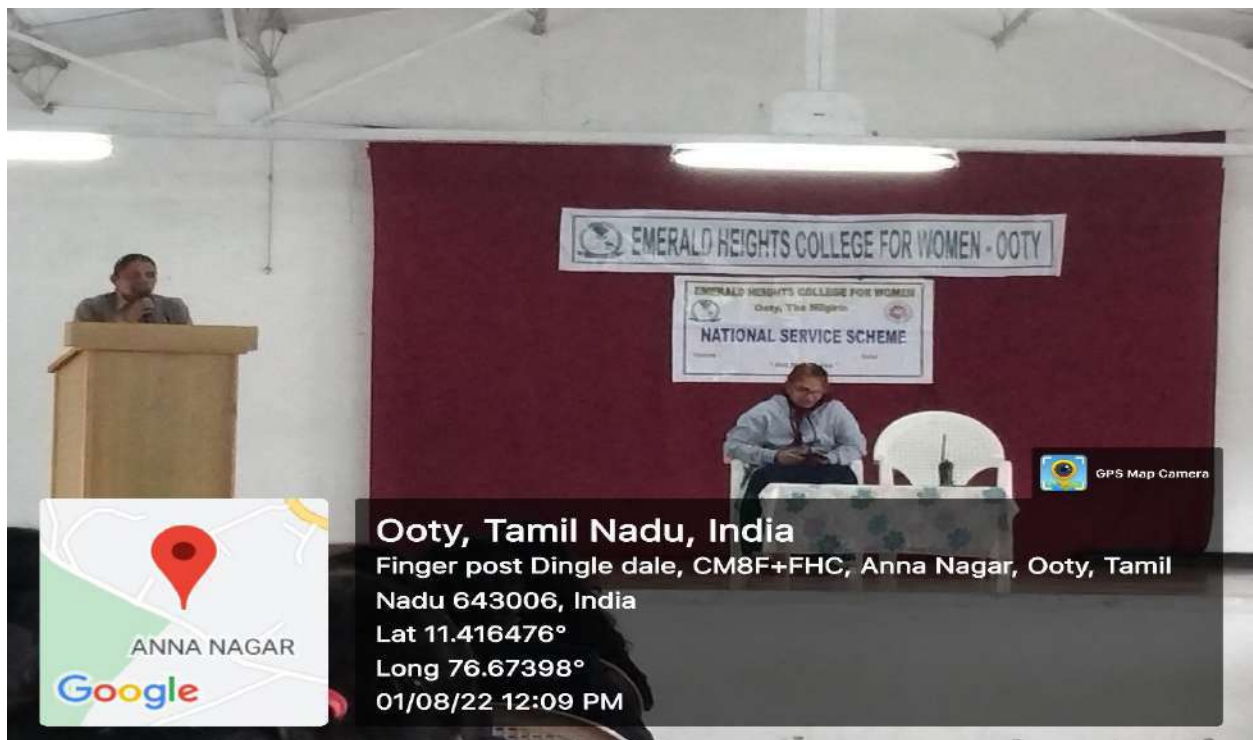 EMERALD HEIGHTS COLLEGE FOR WOMEN - OOTY
EMERALD HEIGHTS COLLEGE FOR WOMEN
Ooty, The Nilgiris
NATIONAL SERVICE SCHEME
GPS Map Camera
Ooty, Tamil Nadu, India
Finger post Dingle dale, CM8F+FHC, Anna Nagar, Ooty, Tamil
Nadu 643006, India
Lat 11.416476°
Long 76.67398°
01/08/22 12:09 PM
ANNA NAGAR
Google